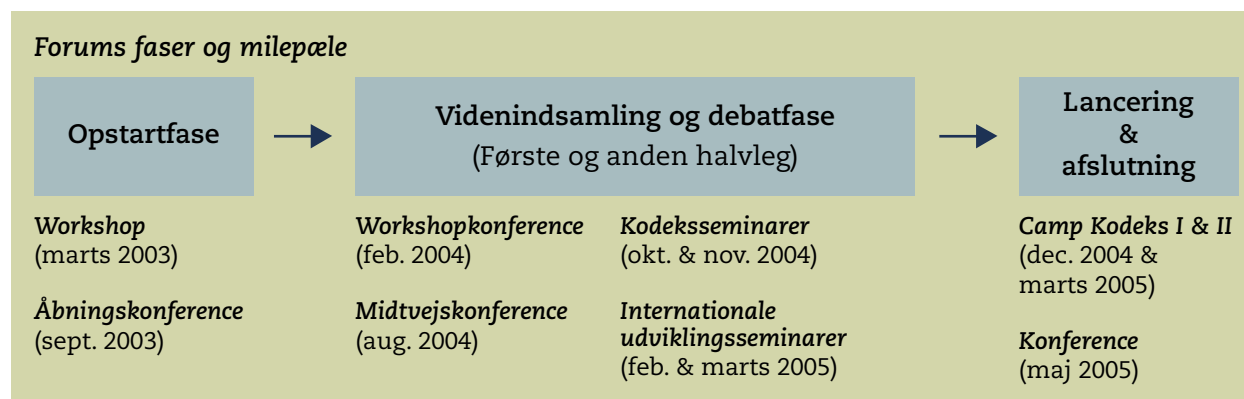 Forums faser og milepæle
Opstartfase
Videnindsamling og debatfase
(Første og anden halvleg)
Lancering
&
afslutning
Workshop
(marts 2003)
Åbningskonference
(sept. 2003)
Workshopkonference
(feb. 2004)
Midtvejskonference
(aug. 2004)
Kodeksseminarer
(okt. & nov. 2004)
Internationale
udviklingsseminarer
(feb. & marts 2005)
Camp Kodeks I & II
(dec. 2004 &
marts 2005)
Konference
(maj 2005)